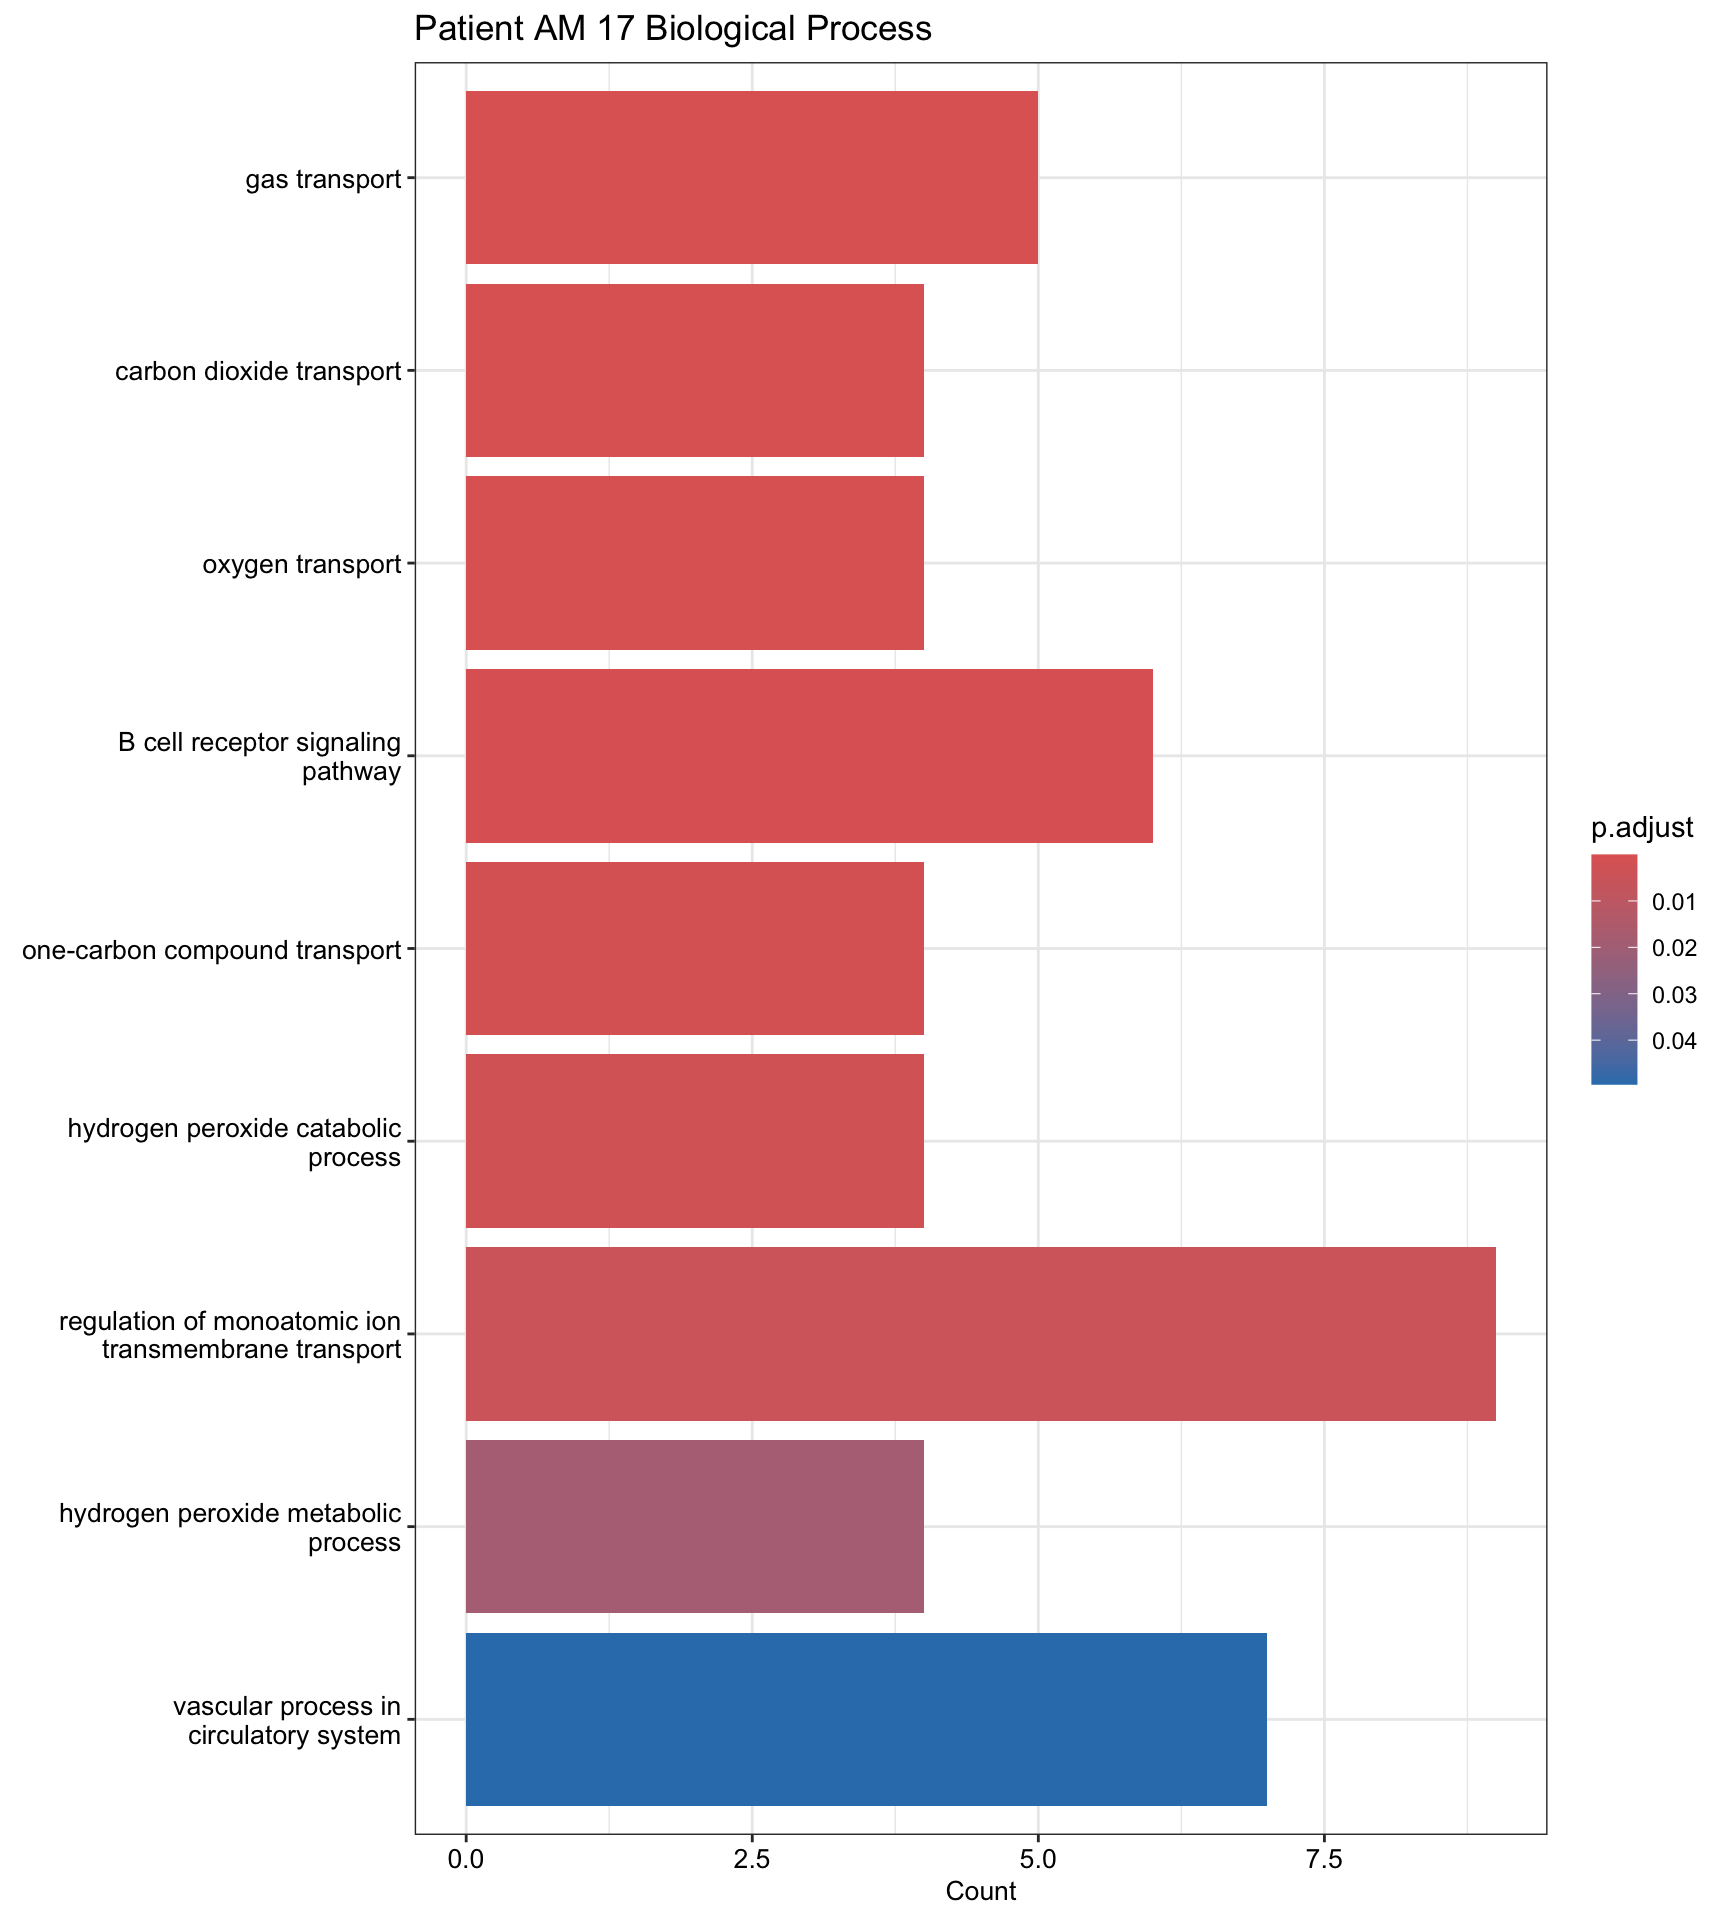 Patient AM 17 Biological Process
gas transport
carbon dioxide transport
oxygen transport
B cell receptor signaling
pathway
one-carbon compound transport
hydrogen peroxide catabolic
process
regulation of monoatomic ion
transmembrane transport
hydrogen peroxide metabolic
process
vascular process in
circulatory system
0.0 2.5 5.0 7.5
Count
p.adjust
0.01
0.02
0.03
0.04